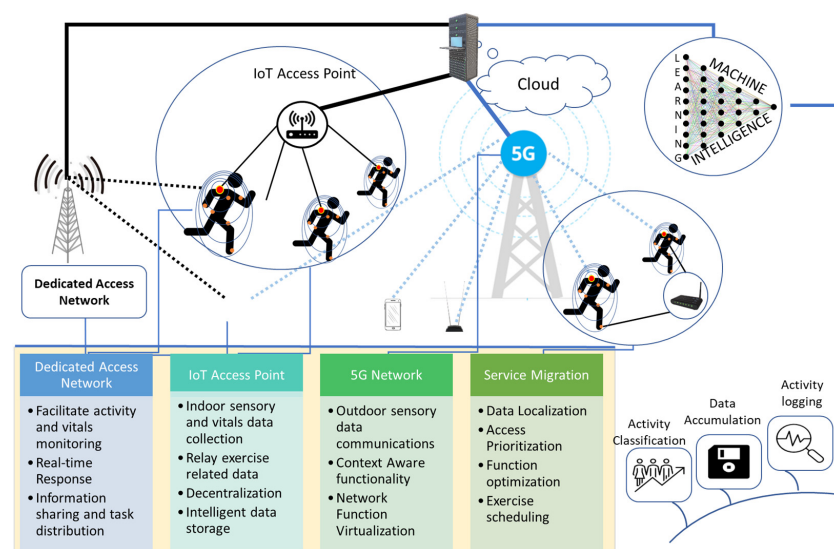 IoT Access Point
Cloud
5G
LEARNING
MACHINE
INTELLIGENCE
Dedicated Access
Network
Dedicated Access
Network
• Facilitate activity
and vitals
monitoring
• Real-time
Response
• Information
sharing and task
distribution
IoT Access Point
• Indoor sensory
and vitals data
collection
• Relay exercise
related data
• Decentralization
• Intelligent data
storage
5G Network
• Outdoor sensory
data
communications
• Context Aware
functionality
• Network
Function
Virtualization
Service Migration
• Data Localization
• Access
Prioritization
• Function
optimization
• Exercise
scheduling
Activity
Classification
Data
Accumulation
Activity
logging